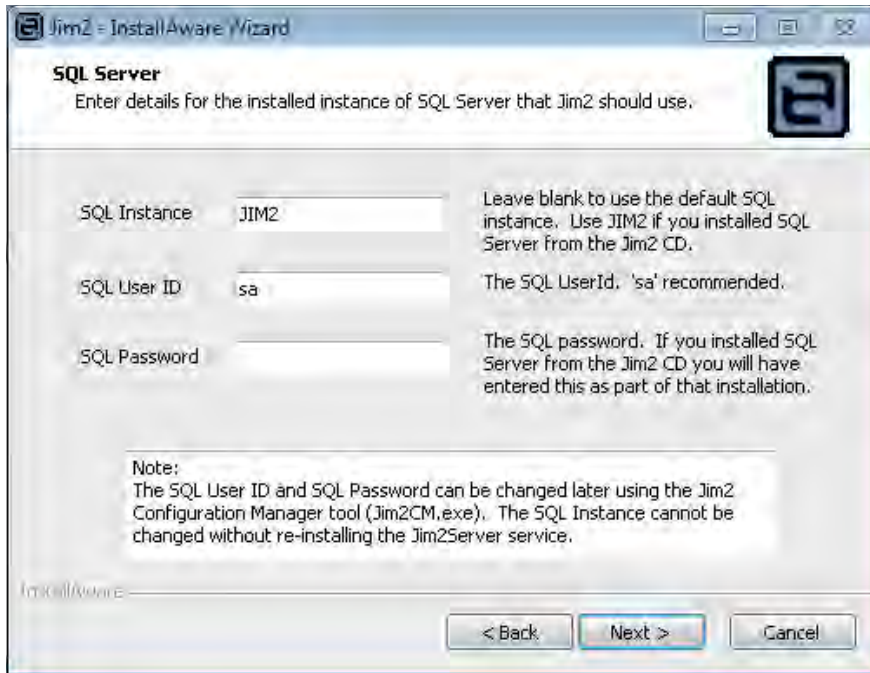 Jim2 - InstallAware Wizard
SQL Server
Enter details for the installed instance of SQL Server that Jim2 should use.
SQL Instance
JIM2
Leave blank to use the default SQL
instance. Use JIM2 if you installed SQL
Server from the Jim2 CD.
SQL User ID
sa
The SQL UserId. 'sa' recommended.
SQL Password
The SQL password. If you installed SQL
Server from the Jim2 CD you will have
entered this as part of that installation.
Note:
The SQL User ID and SQL Password can be changed later using the Jim2
Configuration Manager tool (Jim2CM.exe). The SQL Instance cannot be
changed without re-installing the Jim2Server service.
InstallAware
< Back
Next >
Cancel